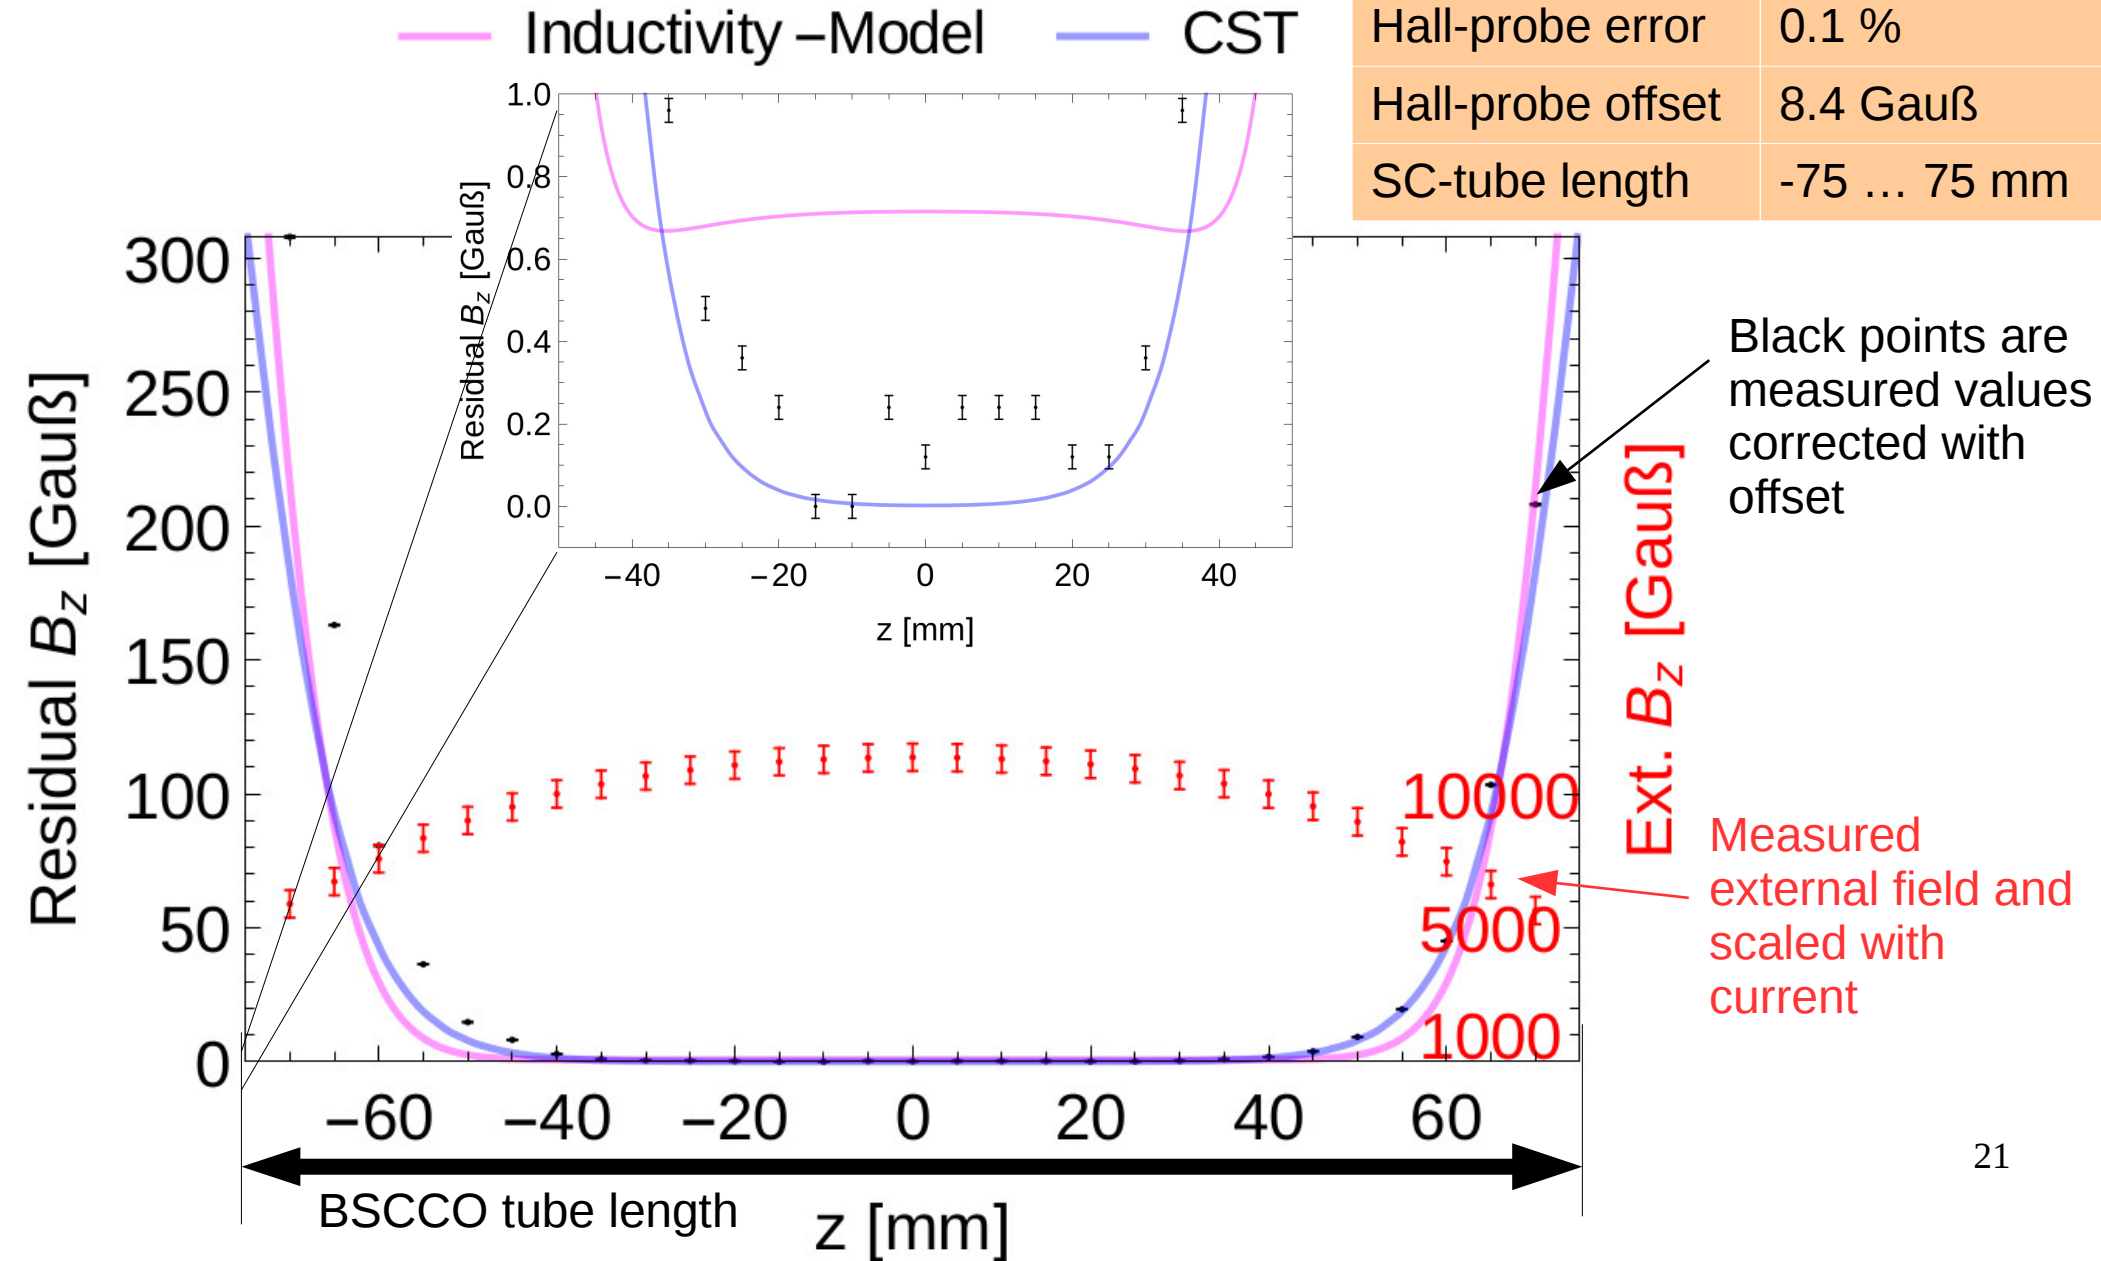 Inductivity –Model
CST
Hall-probe error 0.1 %
Hall-probe offset 8.4 Gauß
SC-tube length -75 … 75 mm
1.0
0.8
0.6
0.4
0.2
0.0
Residual Bz [Gauß]
−40 −20 0 20 40
z [mm]
300
250
200
150
100
50
0
Residual Bz [Gauß]
Black points are
measured values
corrected with
offset
Ext. Bz [Gauß]
10000
5000
1000
Measured
external field and
scaled with
current
−60 −40 −20 0 20 40 60
BSCCO tube length
z [mm]
21